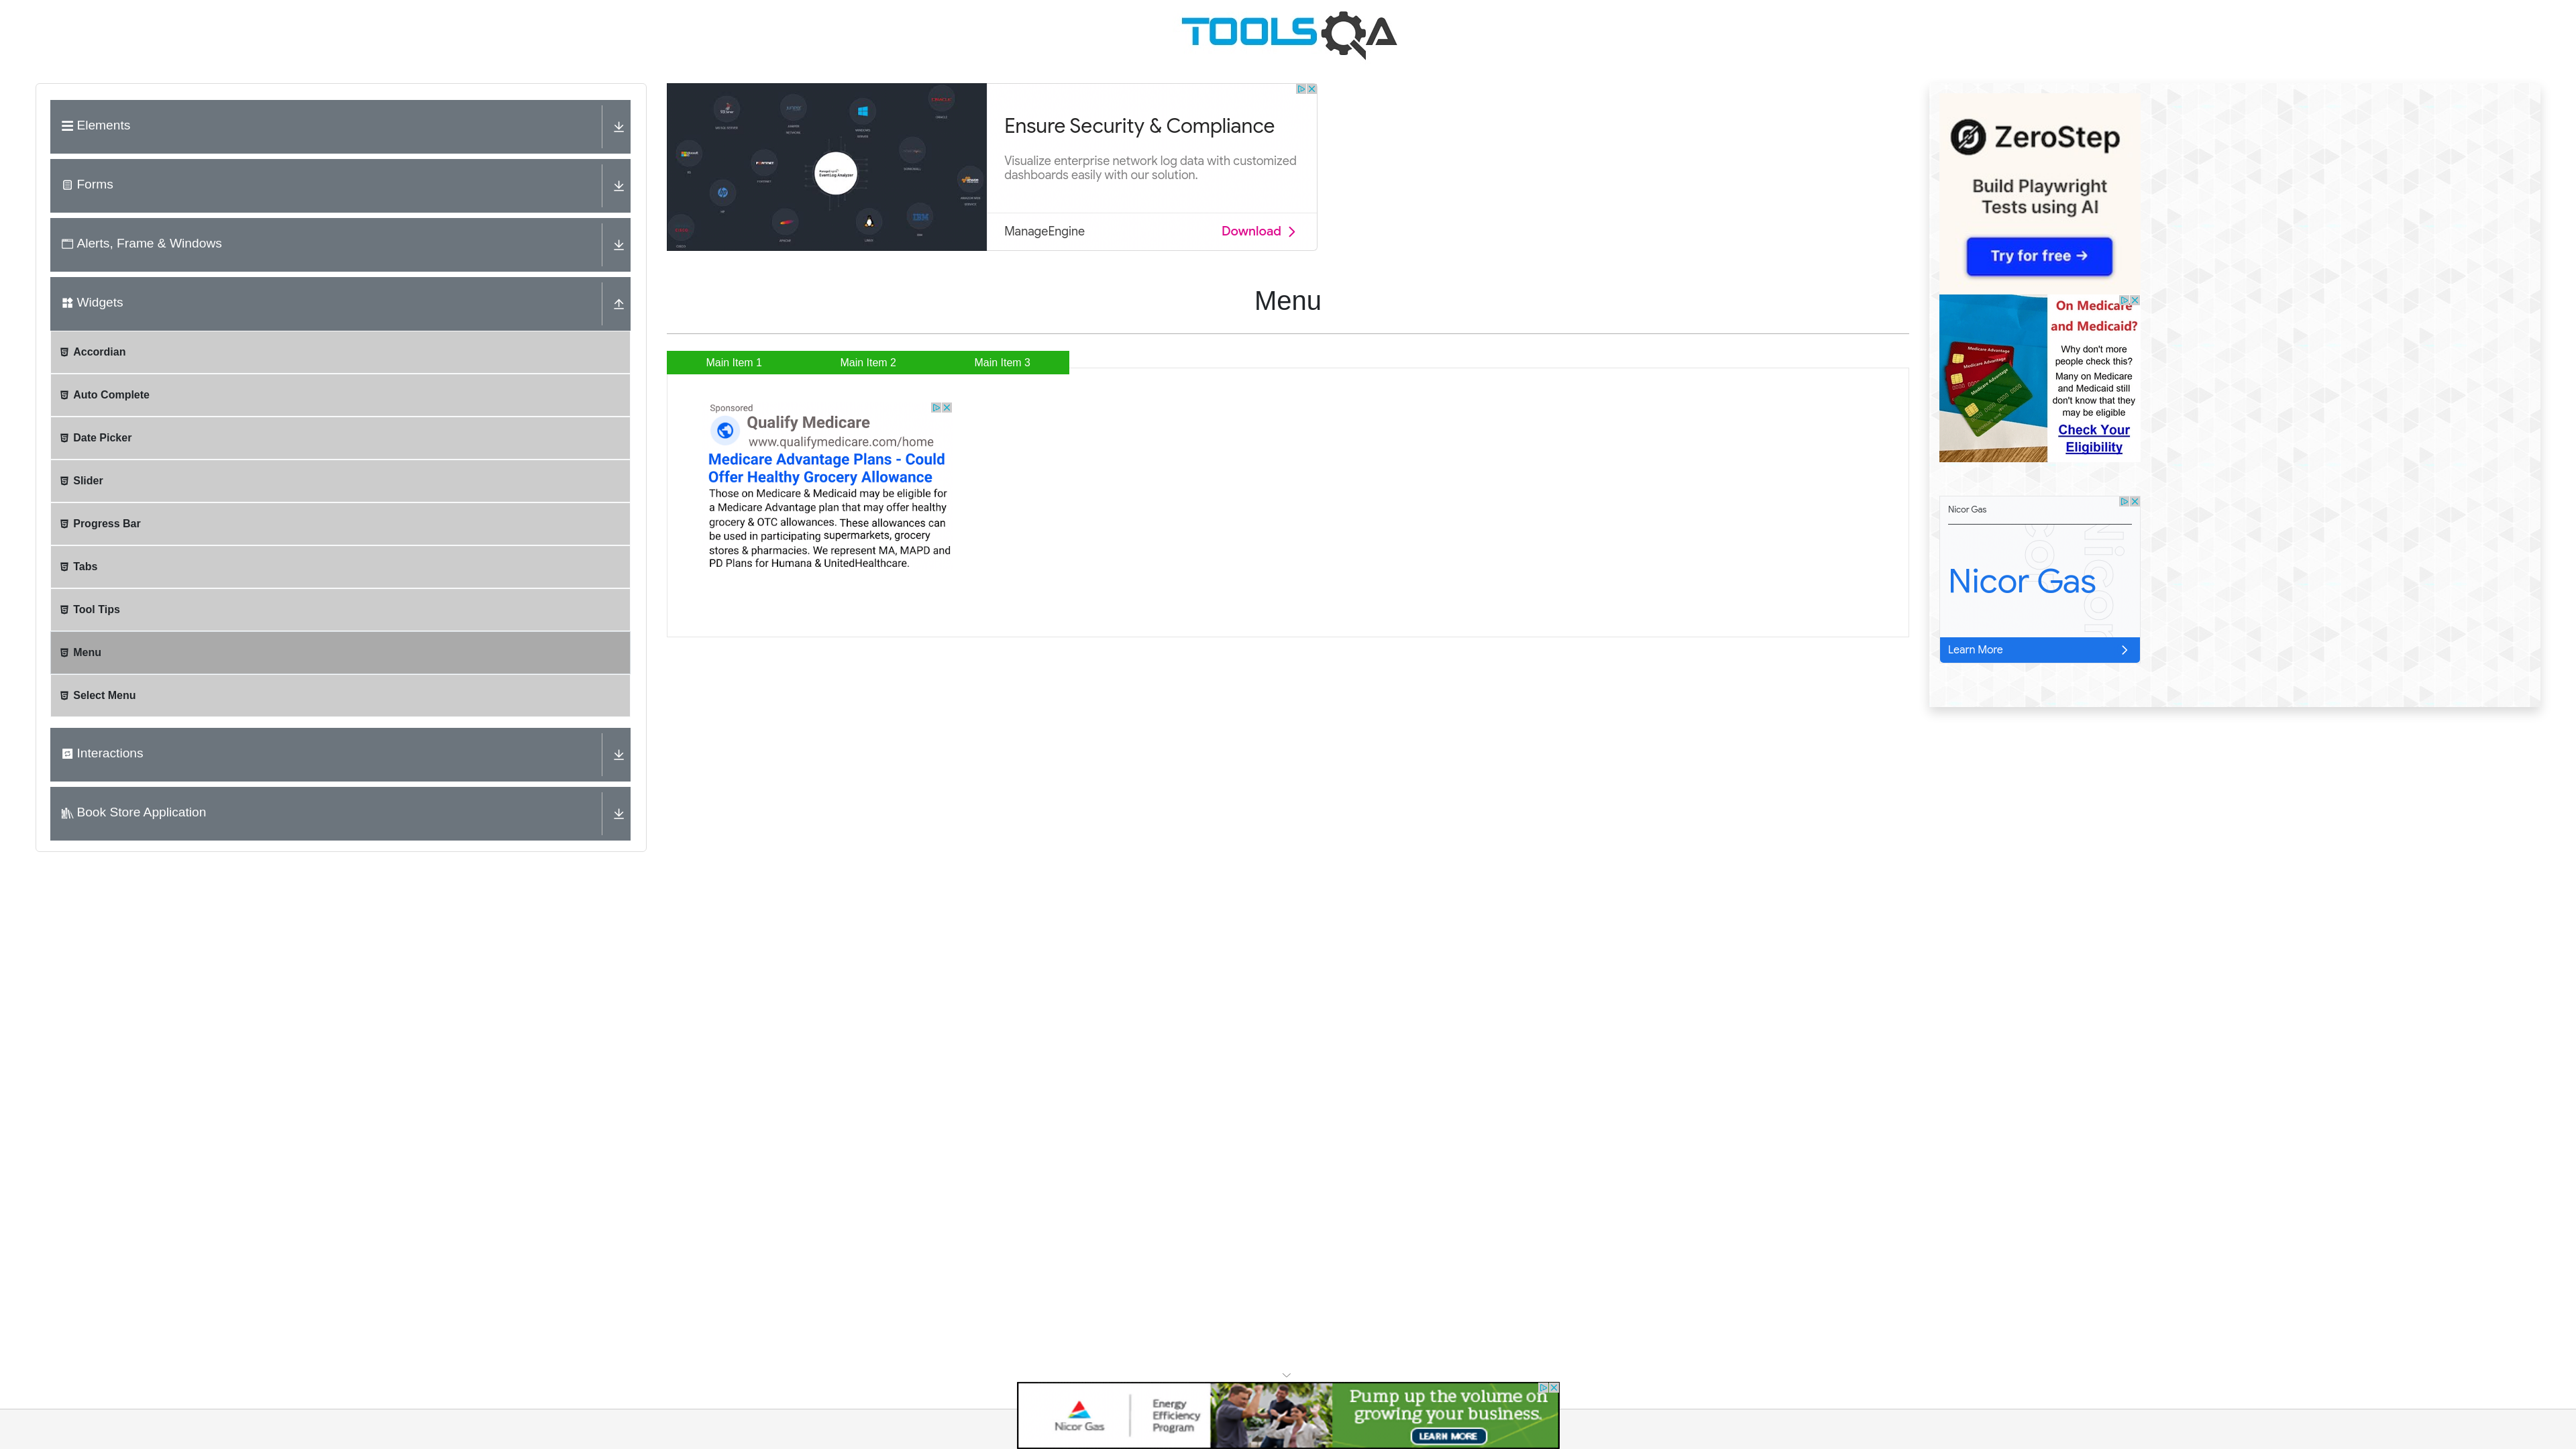 TOOLSQA
Elements
Forms
Alerts, Frame & Windows
Widgets
Accordian
Auto Complete
Date Picker
Slider
Progress Bar
Tabs
Tool Tips
Menu
Select Menu
Interactions
Book Store Application
Ensure Security & Compliance
Visualize enterprise network log data with customized
dashboards easily with our solution.
ManageEngine
Download
Menu
Main Item 1
Main Item 2
Main Item 3
Sponsored
Qualify Medicare
www.qualifymedicare.com/home
Medicare Advantage Plans - Could
Offer Healthy Grocery Allowance
Those on Medicare & Medicaid may be eligible for
a Medicare Advantage plan that may offer healthy
grocery & OTC allowances. These allowances can
be used in participating supermarkets, grocery
stores & pharmacies. We represent MA, MAPD and
PD Plans for Humana & UnitedHealthcare.
ZeroStep
Build Playwright
Tests using AI
Try for free →
On Medicare
and Medicaid?
Why don't more
people check this?
Many on Medicare
and Medicaid still
don't know that they
may be eligible
Check Your
Eligibility
Medicare Advantage
Medicare Advantage
Medicare Advantage
Nicor Gas
Nicor Gas
Learn More
Nicor Gas
Energy
Efficiency
Program
Pump up the volume on
growing your business.
LEARN MORE